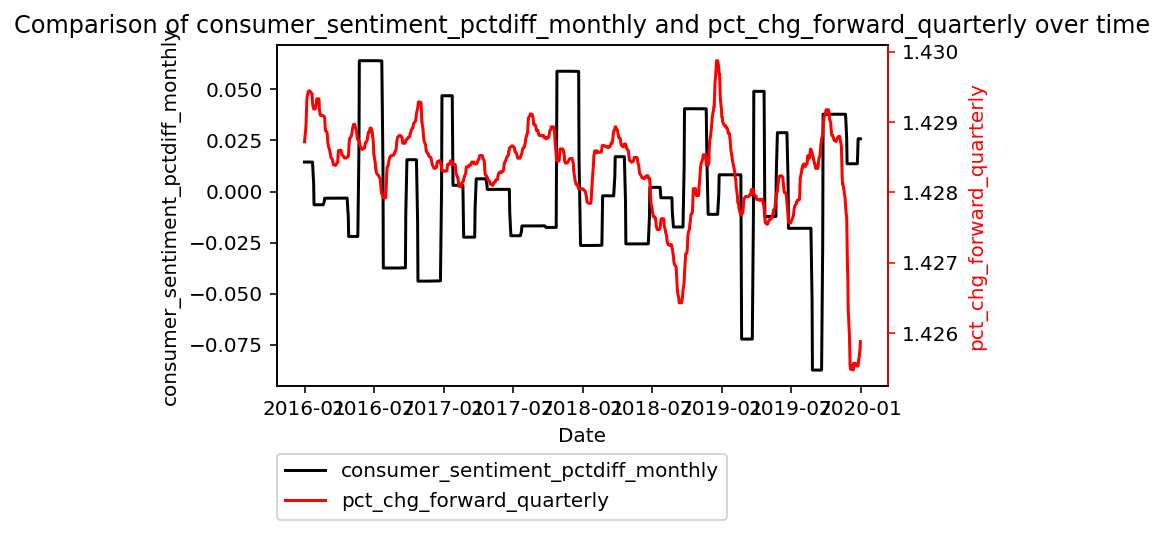 Comparison of consumer_sentiment_pctdiff_monthly and pct_chg_forward_quarterly over time
consumer_sentiment_pctdiff_monthly
0.050
0.025
0.000
−0.025
−0.050
−0.075
1.430
1.429
1.428
1.427
1.426
pct_chg_forward_quarterly
2016-01 2016-07 2017-01 2017-07 2018-01 2018-07 2019-01 2019-07 2020-01
Date
consumer_sentiment_pctdiff_monthly
pct_chg_forward_quarterly